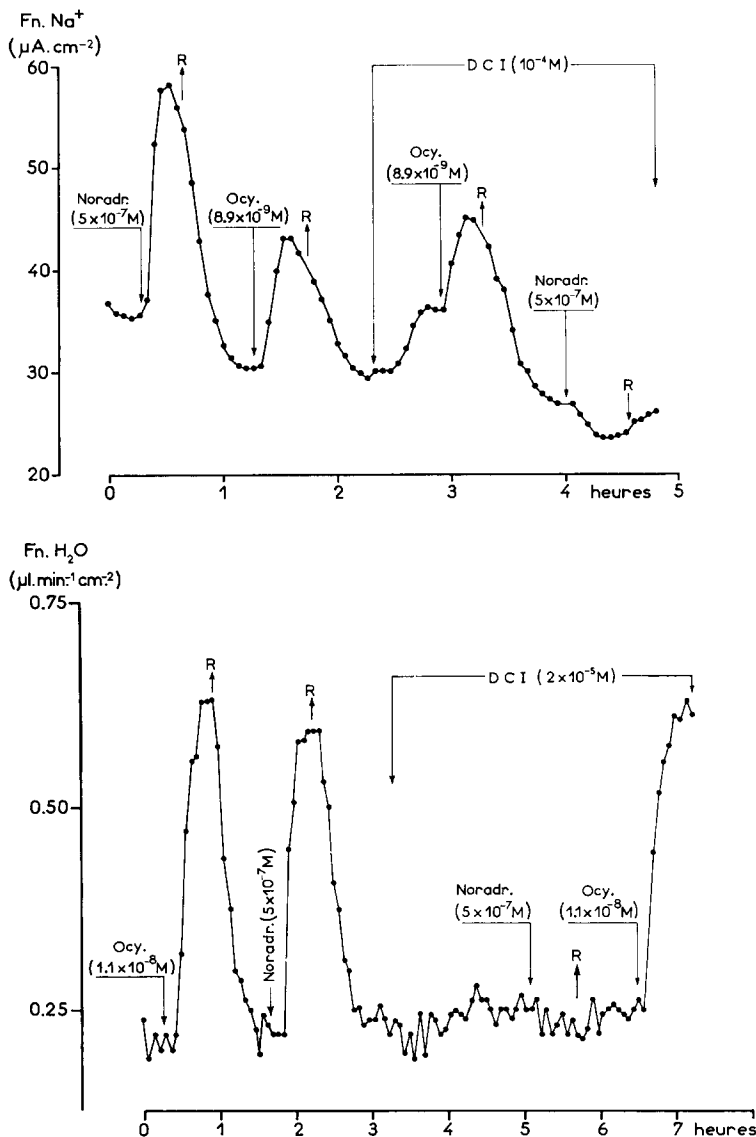 Fn. Na⁺
(µA.cm⁻²)
60
50
40
30
20
R
D C I (10⁻⁴M)
Noradr.
(5×10⁻⁷M)
Ocy.
(8.9×10⁻⁹M)
R
Ocy.
(8.9×10⁻⁹M)
R
Noradr.
(5×10⁻⁷M)
R
0 1 2 3 4 heures 5
Fn. H₂O
(µl.min⁻¹cm⁻²)
0.75
0.50
0.25
Ocy.
(1.1×10⁻⁸M)
R
Noradr.(5×10⁻⁷M)
R
D C I (2×10⁻⁵M)
Noradr.
(5×10⁻⁷M)
R
Ocy.
(1.1×10⁻⁸M)
0 1 2 3 4 5 6 7 heures